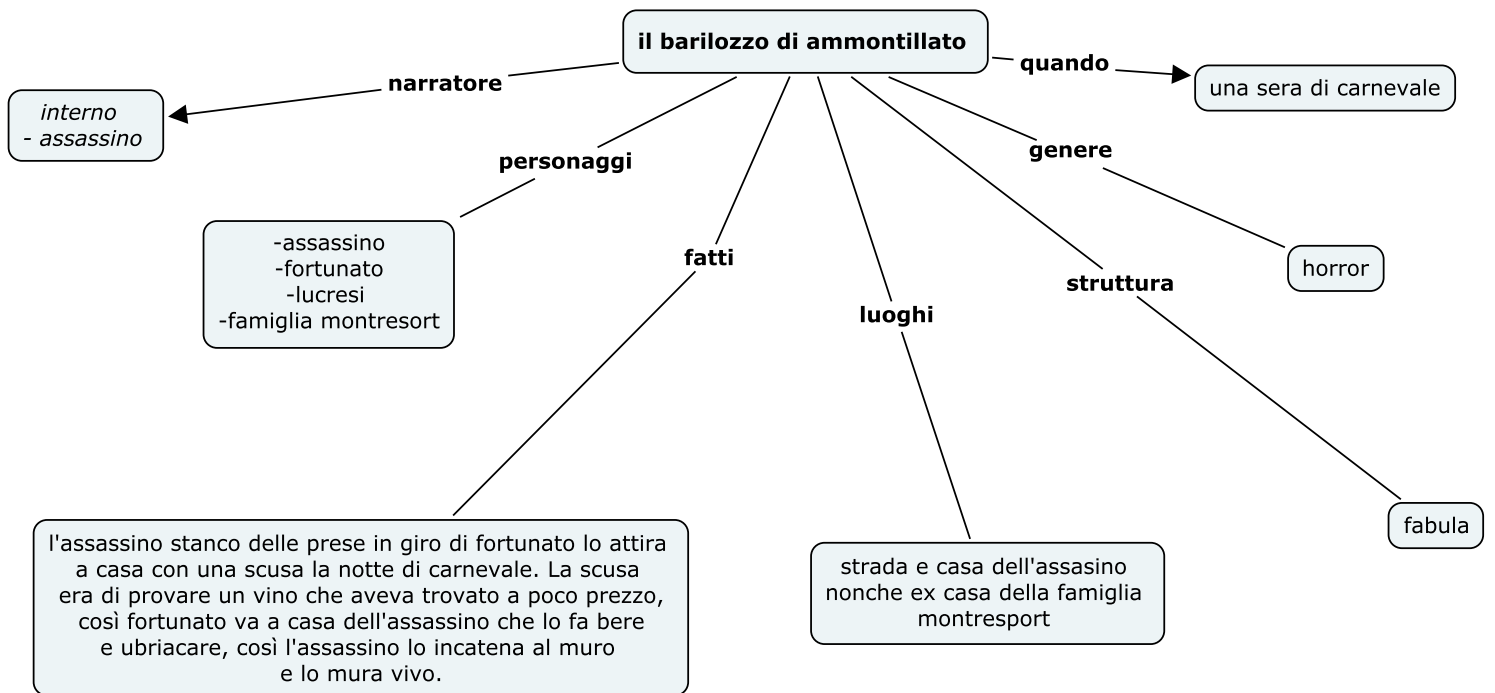 il barilozzo di ammontillato
quando
una sera di carnevale
narratore
interno
- assassino
genere
personaggi
-assassino
-fortunato
-lucresi
-famiglia montresort
fatti
horror
struttura
luoghi
l'assassino stanco delle prese in giro di fortunato lo attira
a casa con una scusa la notte di carnevale. La scusa
era di provare un vino che aveva trovato a poco prezzo,
così fortunato va a casa dell'assassino che lo fa bere
e ubriacare, così l'assassino lo incatena al muro
e lo mura vivo.
strada e casa dell'assasino
nonche ex casa della famiglia
montresport
fabula